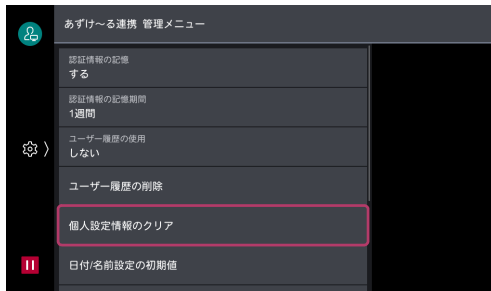 あずけ～る連携 管理メニュー
認証情報の記憶
する
認証情報の記憶期間
1週間
ユーザー履歴の使用
しない
ユーザー履歴の削除
個人設定情報のクリア
日付/名前設定の初期値